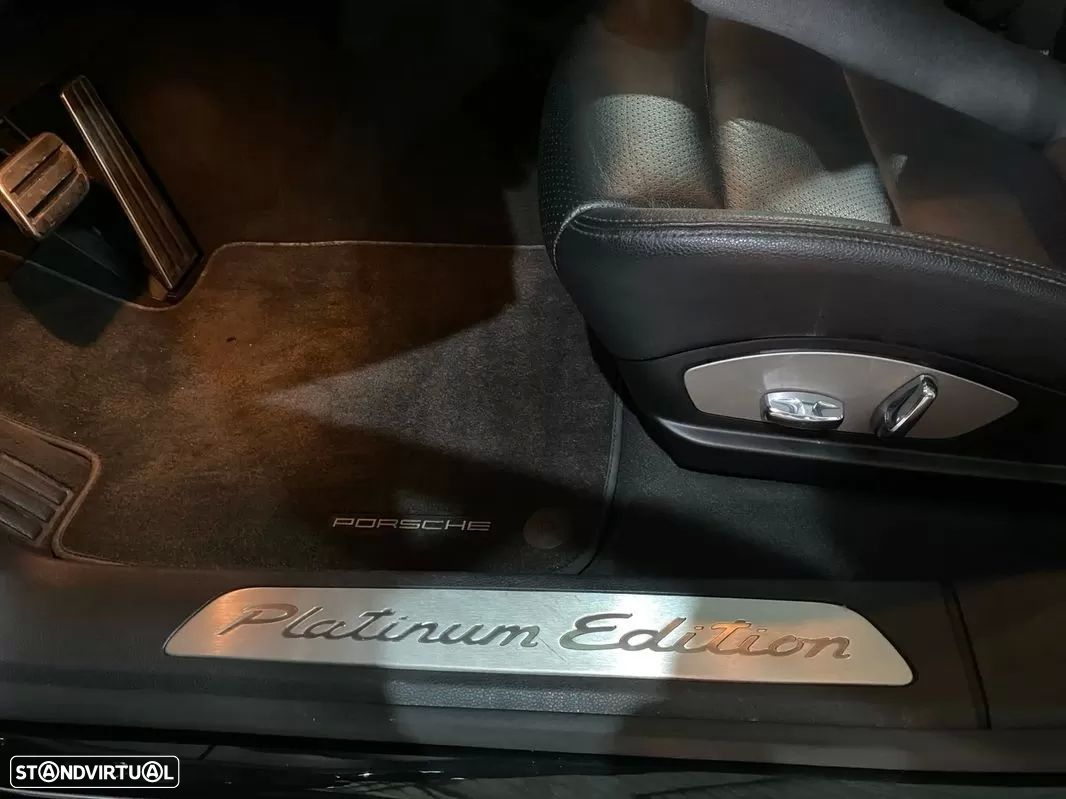 PORSCHE
Platinum Edition
STANDVIRTUAL